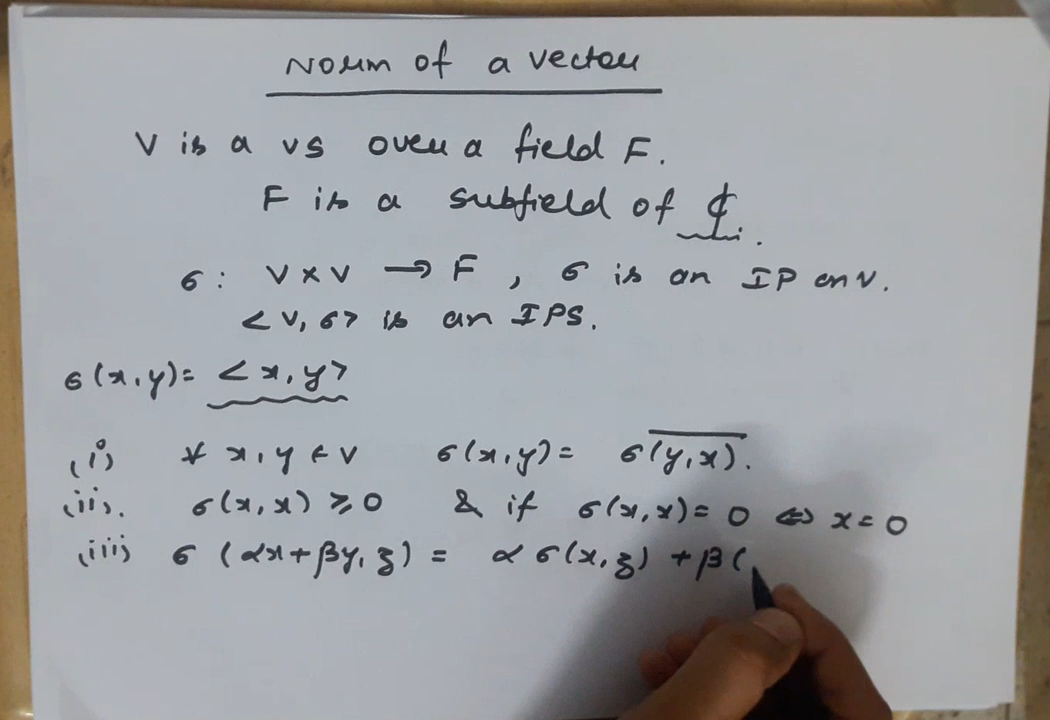 Norm of a vector
V is a vs over a field F.
F is a subfield of ₵.
σ: V × V → F, σ is an IP on V.
<V, σ> is an IPS.
σ(x, y) = <x, y>
(i) ∀ x, y ∈ V σ(x, y) = \overline{σ(y, x)}.
(ii). σ(x, x) ≥ 0 & if σ(x, x) = 0 ⇔ x = 0
(iii) σ (αx + βy, z) = α σ(x, z) + β(